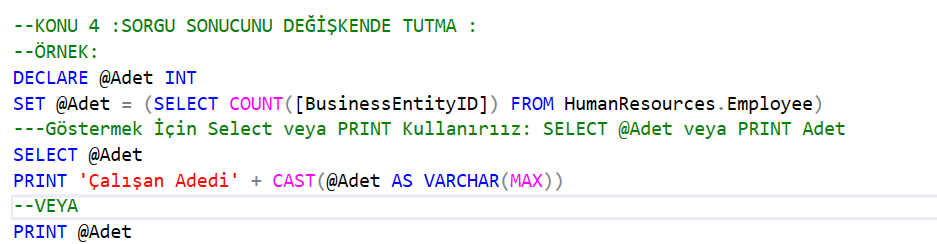 --KONU 4 :SORGU SONUCUNU DEĞİŞKENDE TUTMA :
--ÖRNEK:
DECLARE @Adet INT
SET @Adet = (SELECT COUNT([BusinessEntityID]) FROM HumanResources.Employee)
---Göstermek İçin Select veya PRINT Kullanırıız: SELECT @Adet veya PRINT Adet
SELECT @Adet
PRINT 'Çalışan Adedi' + CAST(@Adet AS VARCHAR(MAX))
--VEYA
PRINT @Adet